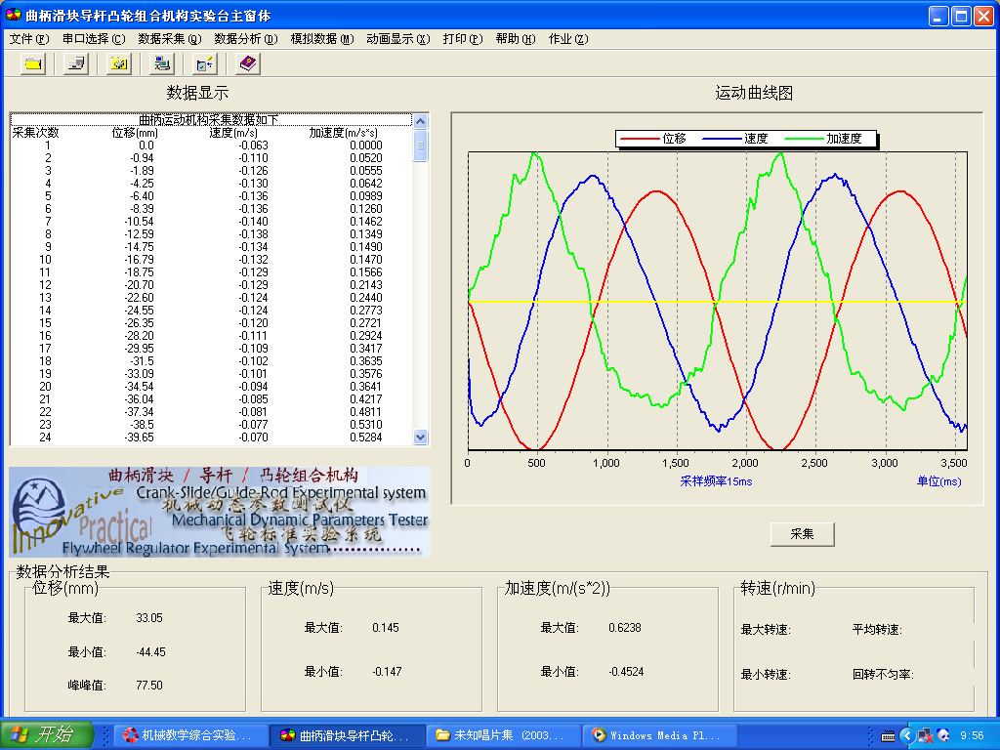 曲柄滑块导杆凸轮组合机构实验台主窗体
文件(F) 串口选择(C) 数据采集(Q) 数据分析(D) 模拟数据(M) 动画显示(X) 打印(P) 帮助(H) 作业(Z)
数据显示
曲柄运动机构采集数据如下
采集次数 位移(mm) 速度(m/s) 加速度(m/s*s)
1 0.0 -0.063 0.0000
2 -0.94 -0.110 0.0520
3 -1.89 -0.126 0.0555
4 -4.25 -0.130 0.0642
5 -6.40 -0.136 0.0989
6 -8.39 -0.136 0.1260
7 -10.54 -0.140 0.1462
8 -12.59 -0.138 0.1349
9 -14.75 -0.134 0.1490
10 -16.79 -0.132 0.1470
11 -18.75 -0.129 0.1566
12 -20.70 -0.129 0.2143
13 -22.60 -0.124 0.2440
14 -24.55 -0.124 0.2773
15 -26.35 -0.120 0.2721
16 -28.20 -0.111 0.2924
17 -29.95 -0.109 0.3417
18 -31.5 -0.102 0.3635
19 -33.09 -0.101 0.3576
20 -34.54 -0.094 0.3641
21 -36.04 -0.085 0.4217
22 -37.34 -0.081 0.4811
23 -38.5 -0.077 0.5310
24 -39.65 -0.070 0.5284
运动曲线图
位移 速度 加速度
0 500 1,000 1,500 2,000 2,500 3,000 3,500
采样频率15ms 单位(ms)
采集
曲柄滑块 / 导杆 / 凸轮组合机构
Crank-Slide/Guide-Rod Experimental system
机械动态参数测试仪
Mechanical Dynamic Parameters Tester
飞轮标准实验系统
Flywheel Regulator Experimental System
Innovative
Practical
数据分析结果
位移(mm)
最大值: 33.05
最小值: -44.45
峰峰值: 77.50
速度(m/s)
最大值: 0.145
最小值: -0.147
加速度(m/(s*2))
最大值: 0.6238
最小值: -0.4524
转速(r/min)
最大转速: 平均转速:
最小转速: 回转不匀率:
开始 机械教学综合实验... 曲柄滑块导杆凸轮... 未知唱片集 (2003... Windows Media Pl... 9:56